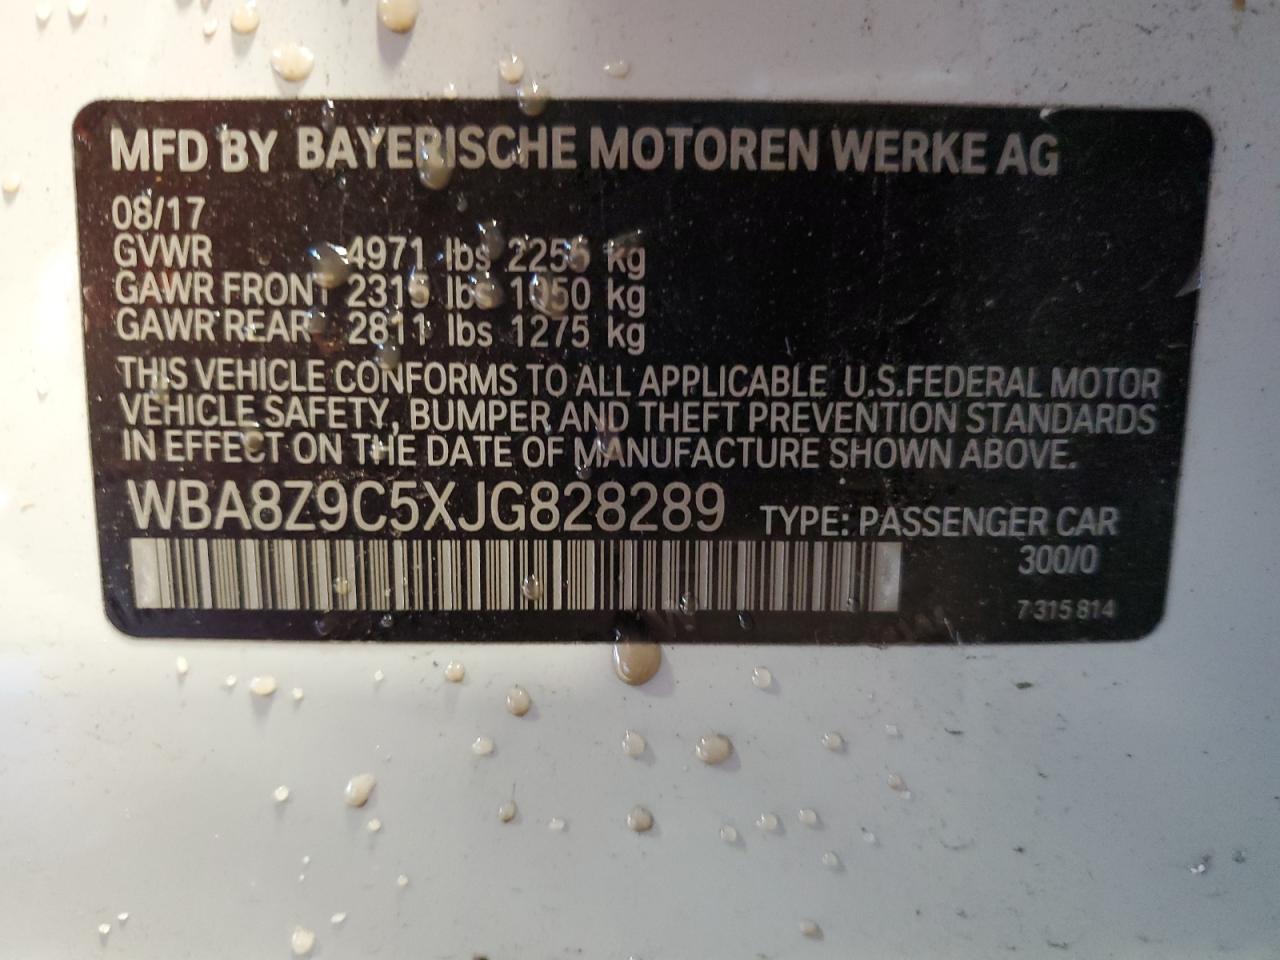 MFD BY BAYERISCHE MOTOREN WERKE AG
08/17
GVWR 4971 lbs 2255 kg
GAWR FRONT 2315 lbs 1050 kg
GAWR REAR 2811 lbs 1275 kg
THIS VEHICLE CONFORMS TO ALL APPLICABLE U.S.FEDERAL MOTOR
VEHICLE SAFETY, BUMPER AND THEFT PREVENTION STANDARDS
IN EFFECT ON THE DATE OF MANUFACTURE SHOWN ABOVE.
WBA8Z9C5XJG828289 TYPE: PASSENGER CAR
300/0
7 315 814